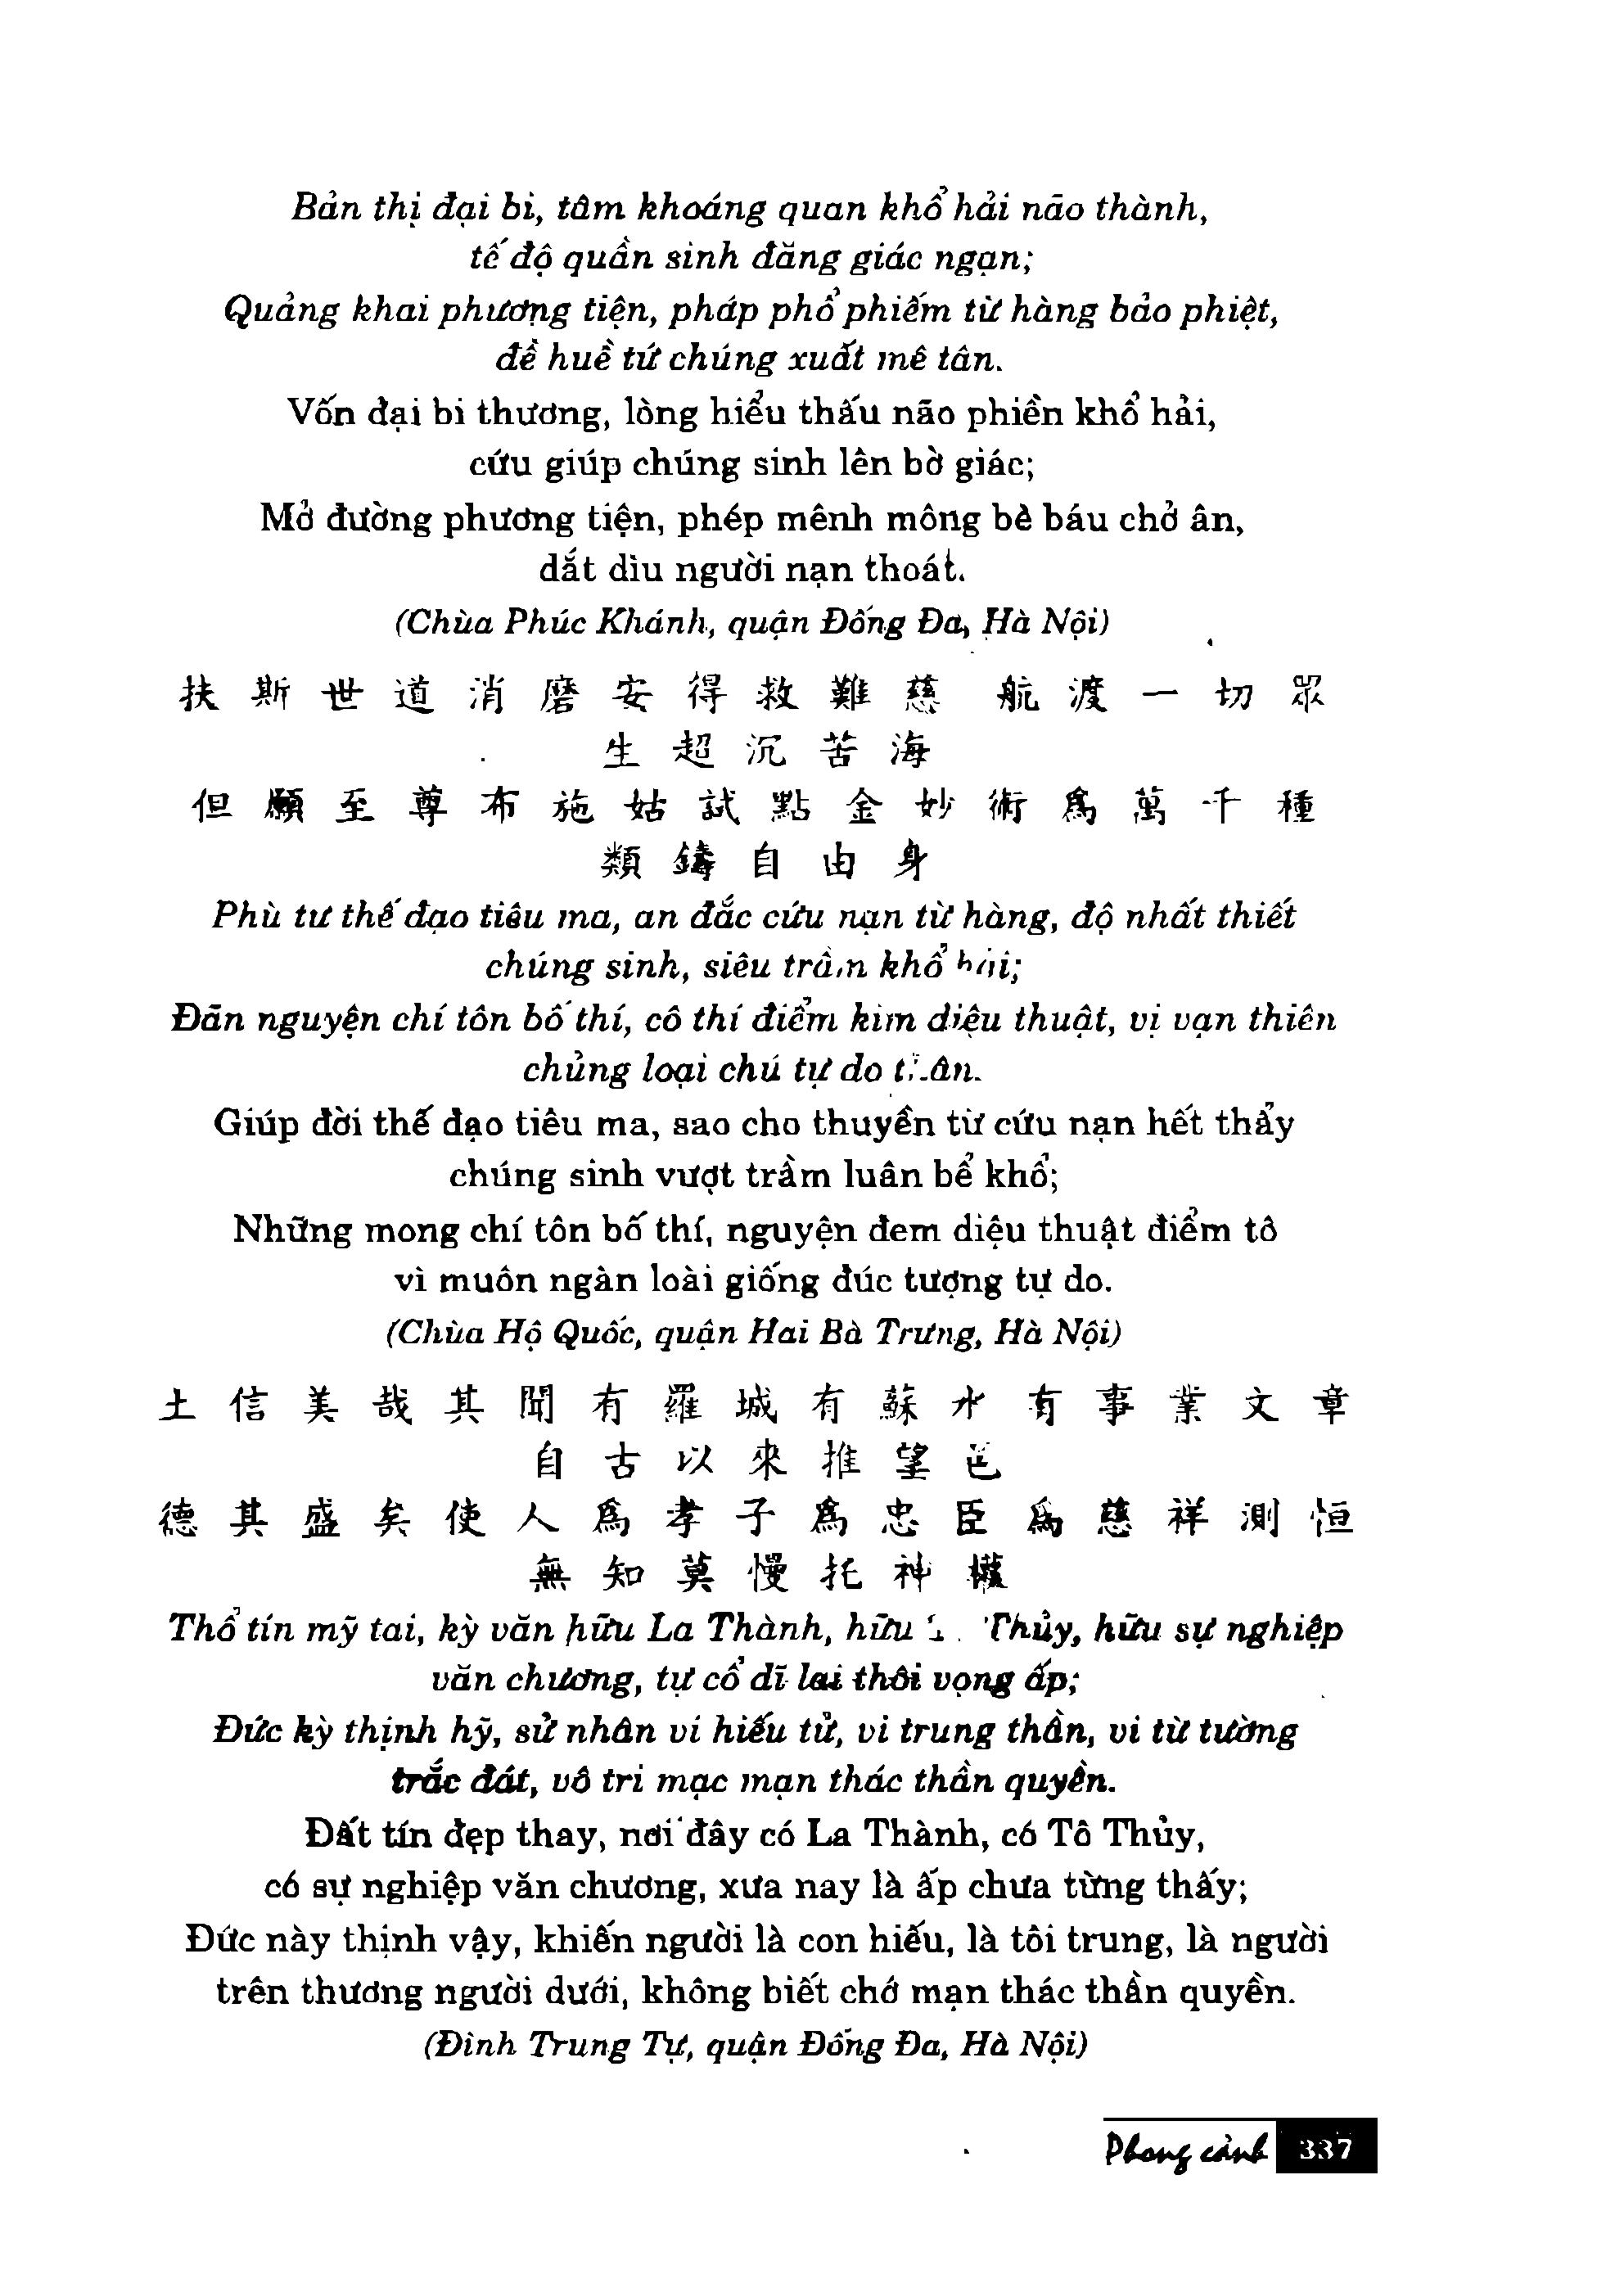 Bản thị đại bi, tâm khoáng quan khổ hải não thành,
tế độ quần sinh đăng giác ngạn;
Quảng khai phương tiện, pháp phổ phiếm từ hàng bảo phiệt,
đề huề tứ chúng xuất mê tân.
Vốn đại bi thương, lòng hiểu thấu não phiền khổ hải,
cứu giúp chúng sinh lên bờ giác;
Mở đường phương tiện, phép mênh mông bè báu chở ân,
dắt dìu người nạn thoát.
(Chùa Phúc Khánh, quận Đống Đa, Hà Nội)
扶斯世道消磨安得救難慈航渡一切眾
生超沉苦海
但願至尊布施姑試點金妙術爲萬千種
類鑄自由身
Phù tư thế đạo tiêu ma, an đắc cứu nạn từ hàng, độ nhất thiết
chúng sinh, siêu trầm khổ hải;
Đãn nguyện chí tôn bố thí, cô thí điểm kim diệu thuật, vị vạn thiên
chủng loại chú tự do thân.
Giúp đời thế đạo tiêu ma, sao cho thuyền từ cứu nạn hết thẩy
chúng sinh vượt trầm luân bể khổ;
Những mong chí tôn bố thí, nguyện đem diệu thuật điểm tô
vì muôn ngàn loài giống đúc tượng tự do.
(Chùa Hộ Quốc, quận Hai Bà Trưng, Hà Nội)
土信美哉其聞有羅城有蘇水有事業文章
自古以來推望邑
德其盛矣使人爲孝子爲忠臣爲慈祥測恒
無知莫慢托神權
Thổ tín mỹ tai, kỳ văn hữu La Thành, hữu Thủy, hữu sự nghiệp
văn chương, tự cổ dĩ lai thôi vọng ấp;
Đức kỳ thịnh hỹ, sử nhân vi hiếu tử, vi trung thần, vi từ tường
trắc đát, vô tri mạc mạn thác thần quyền.
Đất tín đẹp thay, nơi đây có La Thành, có Tô Thủy,
có sự nghiệp văn chương, xưa nay là ấp chưa từng thấy;
Đức này thịnh vậy, khiến người là con hiếu, là tôi trung, là người
trên thương người dưới, không biết chớ mạn thác thần quyền.
(Đình Trung Tự, quận Đống Đa, Hà Nội)
Phong cảnh 337